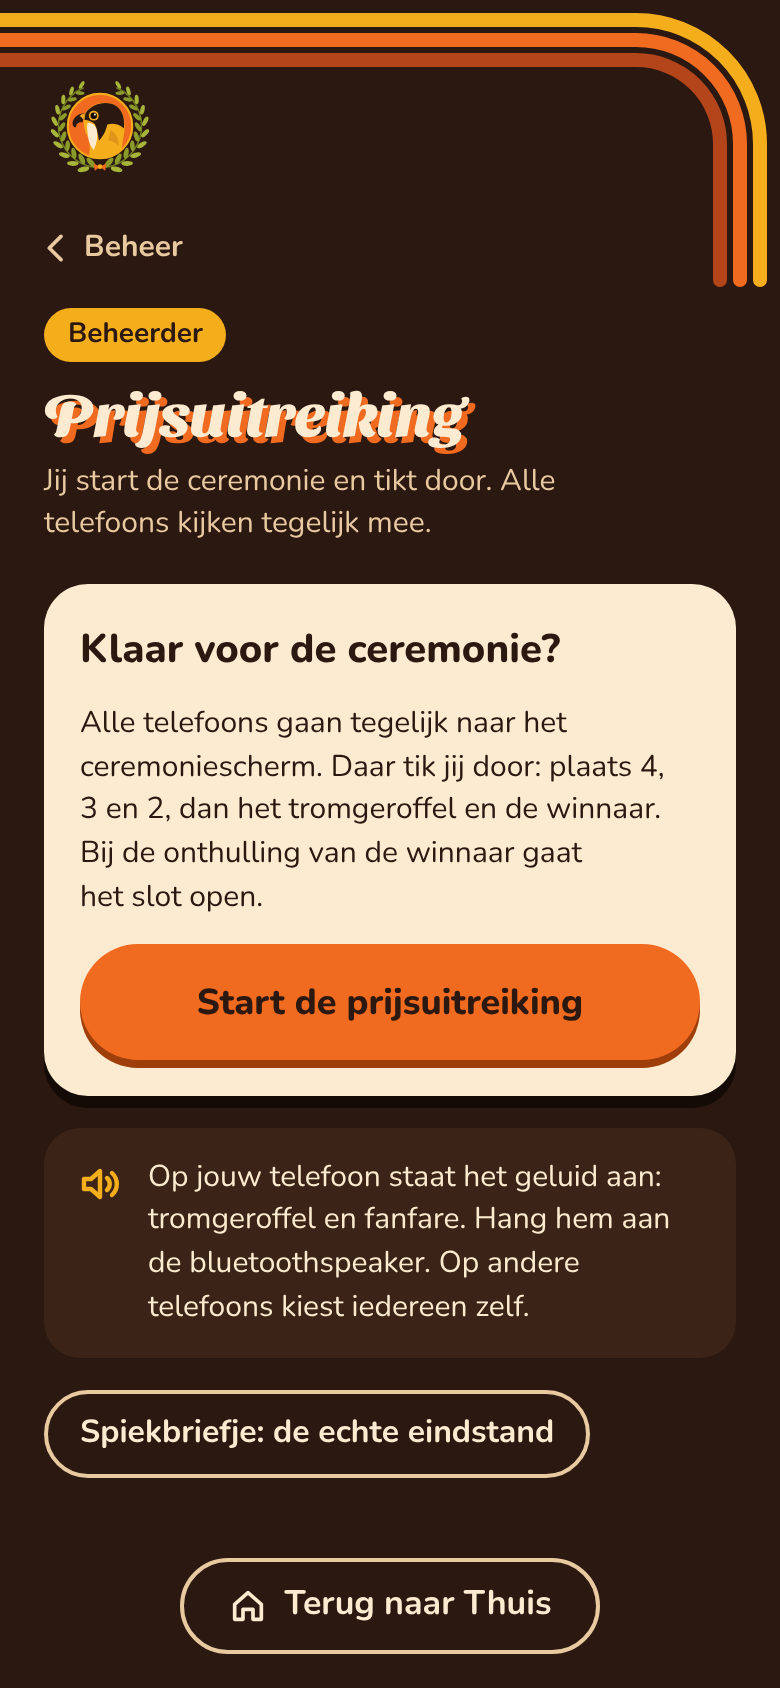 Beheer
Beheerder
Prijsuitreiking
Jij start de ceremonie en tikt door. Alle
telefoons kijken tegelijk mee.
Klaar voor de ceremonie?
Alle telefoons gaan tegelijk naar het
ceremoniescherm. Daar tik jij door: plaats 4,
3 en 2, dan het tromgeroffel en de winnaar.
Bij de onthulling van de winnaar gaat
het slot open.
Start de prijsuitreiking
Op jouw telefoon staat het geluid aan:
tromgeroffel en fanfare. Hang hem aan
de bluetoothspeaker. Op andere
telefoons kiest iedereen zelf.
Spiekbriefje: de echte eindstand
Terug naar Thuis